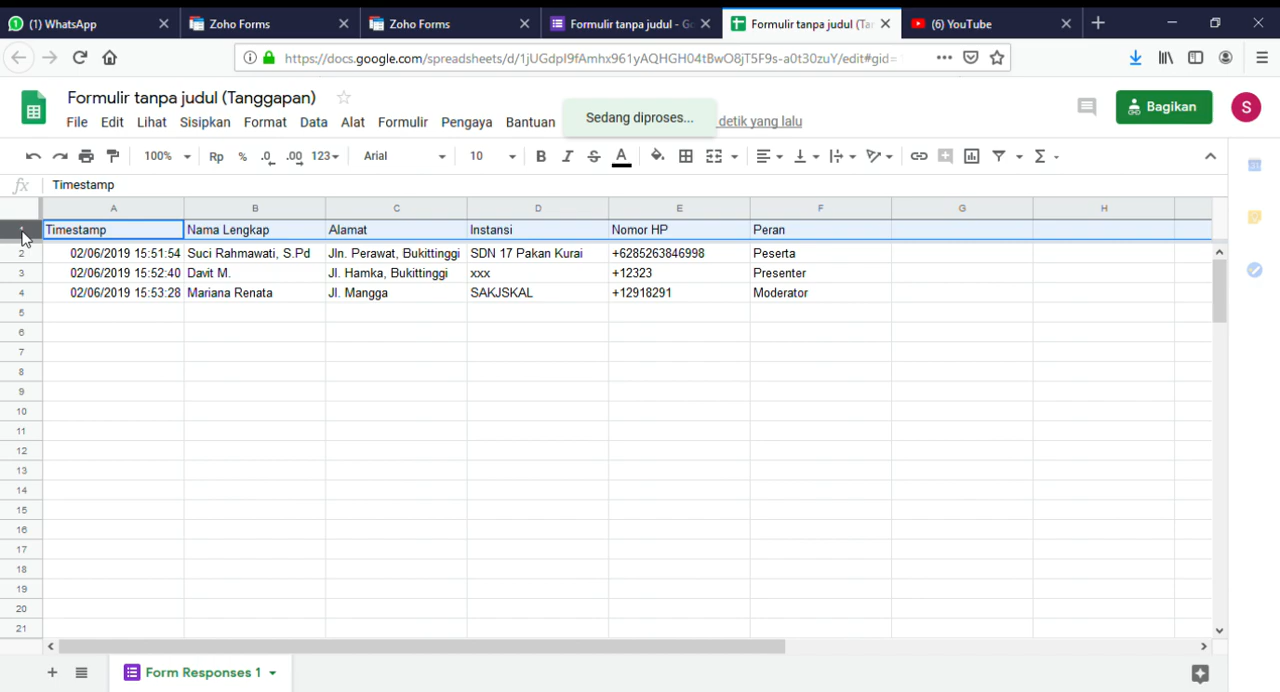 (1) WhatsApp Zoho Forms Zoho Forms Formulir tanpa judul - Go Formulir tanpa judul (Tan (6) YouTube
https://docs.google.com/spreadsheets/d/1jUGdpI9fAmhx961yAQHGH04tBwO8jT5F9s-a0t30zuY/edit#gid=
Formulir tanpa judul (Tanggapan)
File Edit Lihat Sisipkan Format Data Alat Formulir Pengaya Bantuan Sedang diproses... detik yang lalu Bagikan S
100% Rp % .0 .00 123 Arial 10 B I S A Σ
fx Timestamp
A B C D E F G H
1 Timestamp Nama Lengkap Alamat Instansi Nomor HP Peran
2 02/06/2019 15:51:54 Suci Rahmawati, S.Pd Jln. Perawat, Bukittinggi SDN 17 Pakan Kurai +6285263846998 Peserta
3 02/06/2019 15:52:40 Davit M. Jl. Hamka, Bukittinggi xxx +12323 Presenter
4 02/06/2019 15:53:28 Mariana Renata Jl. Mangga SAKJSKAL +12918291 Moderator
5
6
7
8
9
10
11
12
13
14
15
16
17
18
19
20
21
Form Responses 1